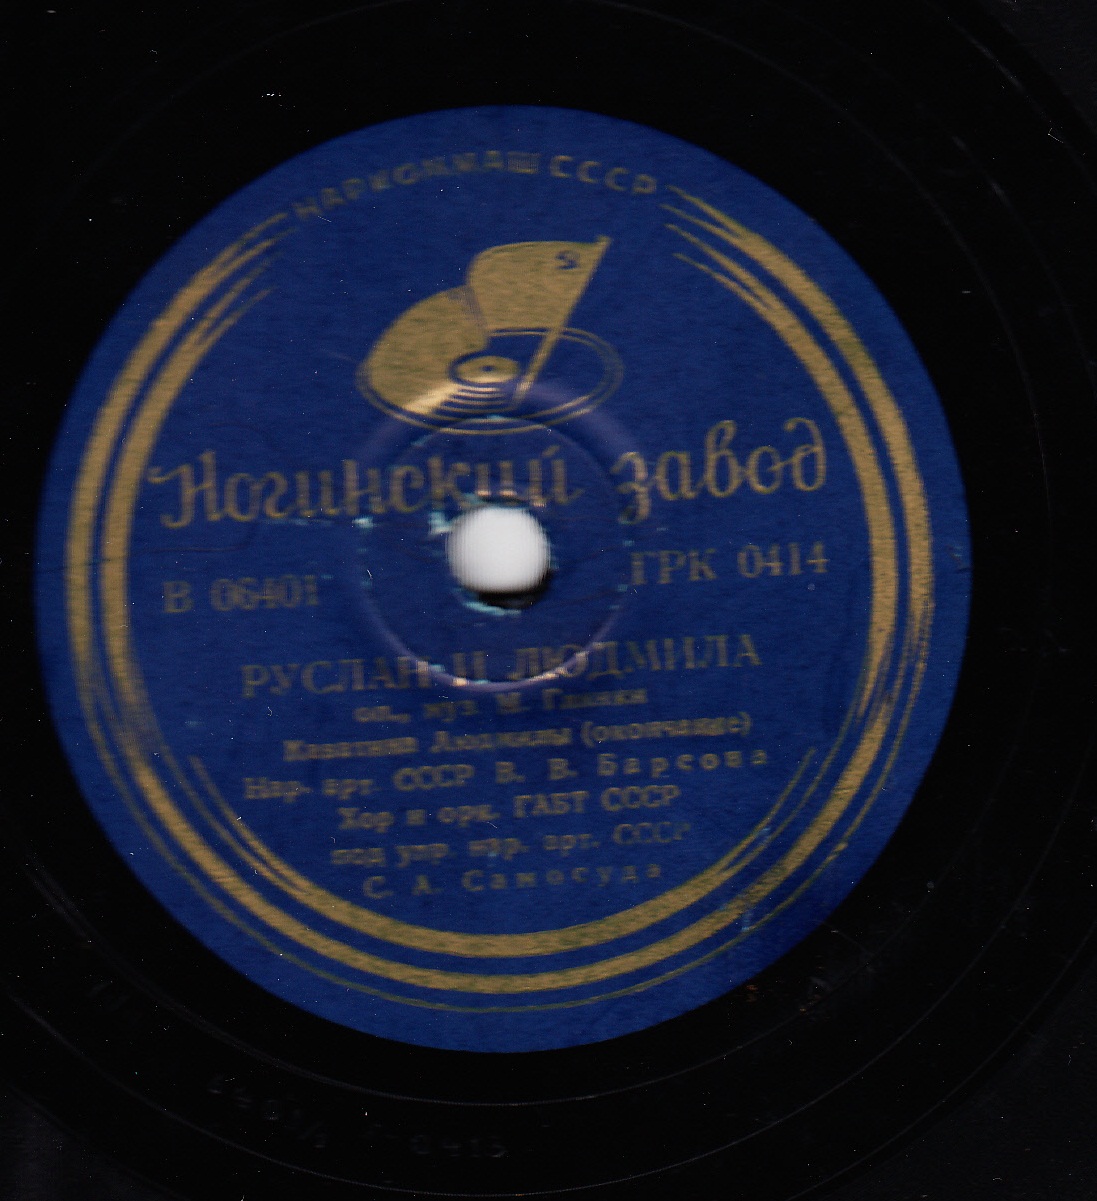 НАРКОММАШ СССР
Ногинский завод
В 06401 ГРК 0414
РУСЛАН И ЛЮДМИЛА
оп., муз. М. Глинки
Каватина Людмилы (окончание)
Нар. арт. СССР В. В. Барсова
Хор и орк. ГАБТ СССР
под упр. нар. арт. СССР
С. А. Самосуда